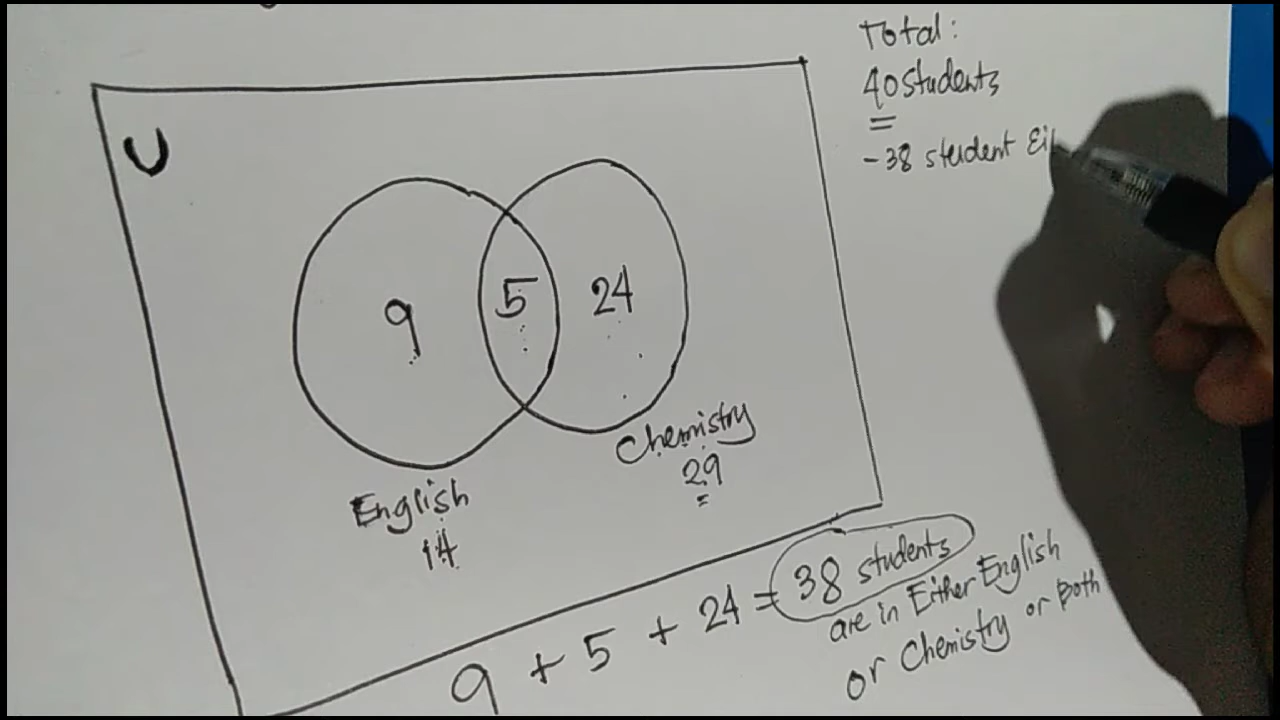 Total:
40 students
=
-38 student Ei
U
9 5 24
Chemistry
29
=
English
14
9 + 5 + 24 = 38 students
are in Either English
or Chemistry or both